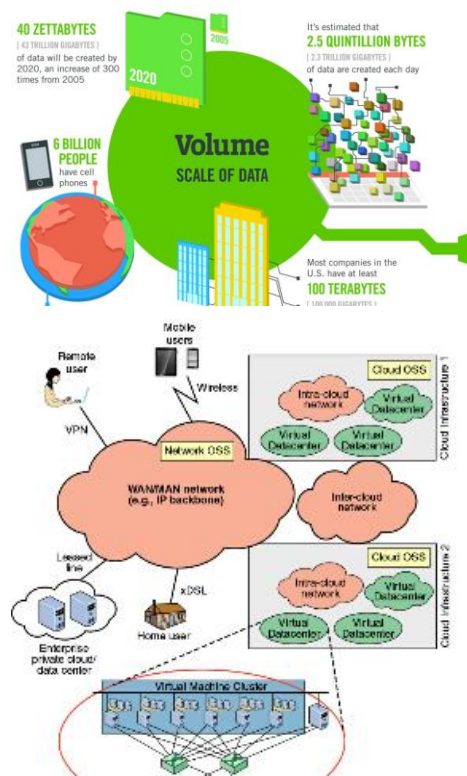 40 ZETTABYTES
[ 43 TRILLION GIGABYTES ]
of data will be created by
2020, an increase of 300
times from 2005
2020
2005
It's estimated that
2.5 QUINTILLION BYTES
[ 2.3 TRILLION GIGABYTES ]
of data are created each day
6 BILLION
PEOPLE
have cell
phones
Volume
SCALE OF DATA
Most companies in the
U.S. have at least
100 TERABYTES
[ 100,000 GIGABYTES ]
Remote
user
Mobile
users
Wireless
VPN
Network OSS
WAN/MAN network
(e.g., IP backbone)
Cloud OSS
Intra-cloud
network
Virtual
Datacenter
Virtual
Datacenter
Virtual
Datacenter
Cloud Infrastructure 1
Inter-cloud
network
Leased
line
xDSL
Enterprise
private cloud/
data center
Home user
Cloud OSS
Intra-cloud
network
Virtual
Datacenter
Virtual
Datacenter
Virtual
Datacenter
Cloud Infrastructure 2
Virtual Machine Cluster